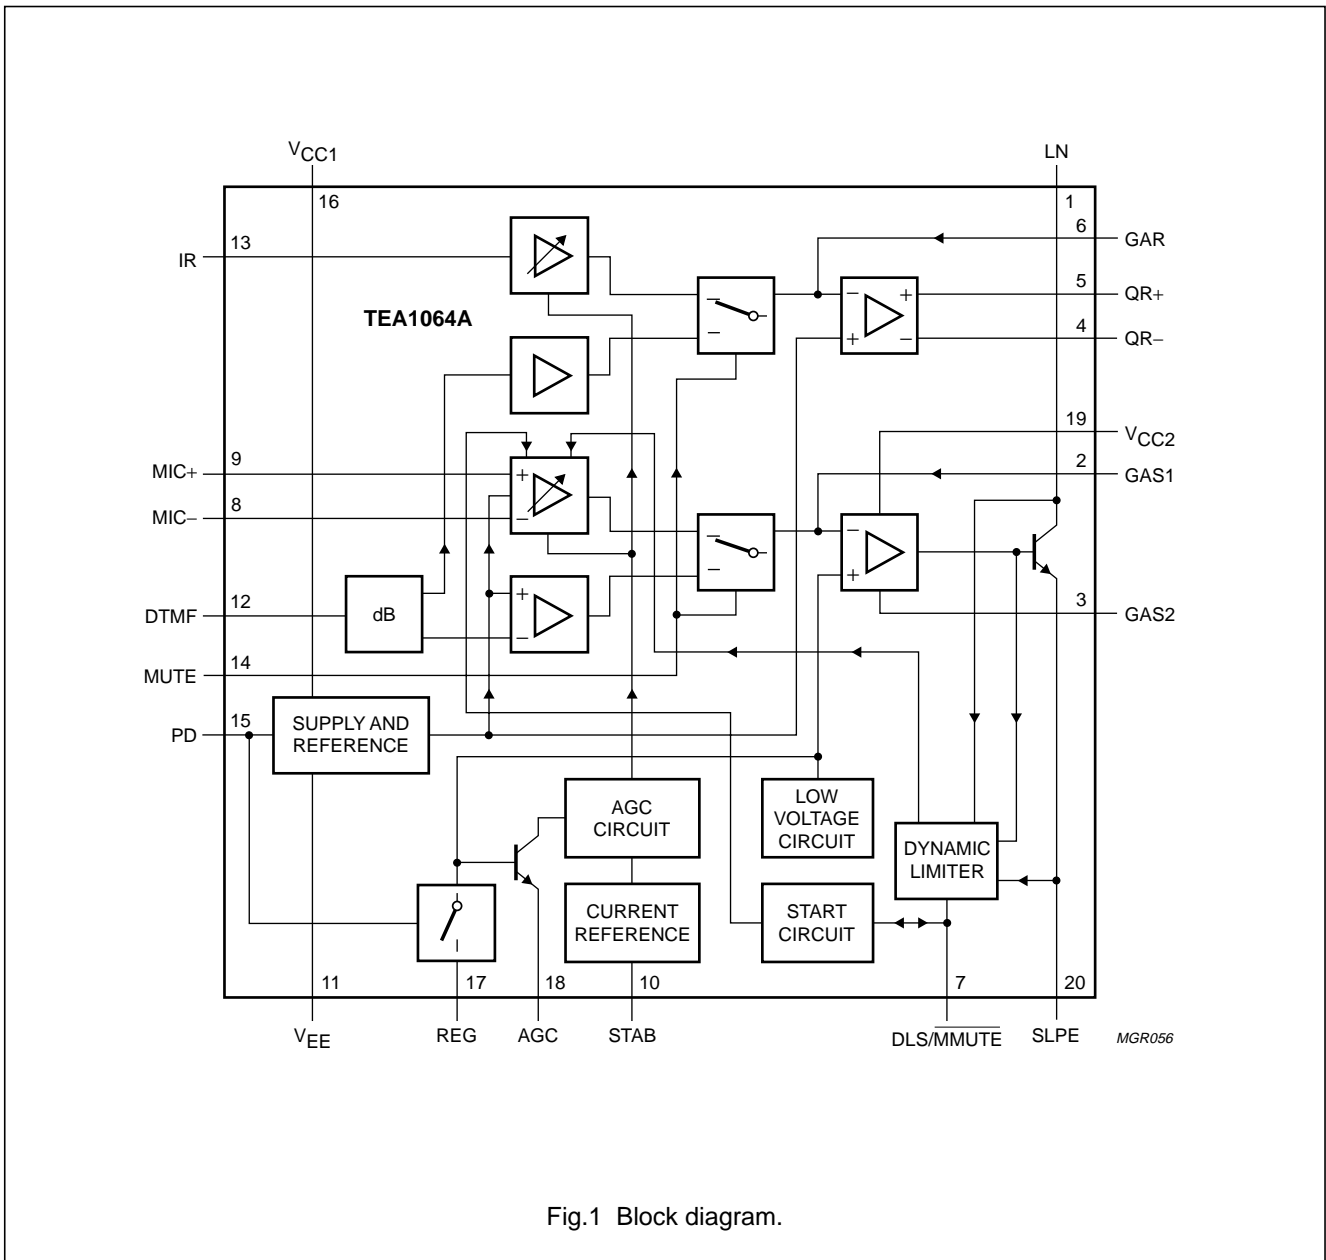 VCC1
LN
16
1
6
13
GAR
IR
5
QR+
TEA1064A
4
QR−
19
VCC2
9
2
MIC+
GAS1
8
MIC−
12
3
DTMF
dB
GAS2
14
MUTE
15
PD
SUPPLY AND
REFERENCE
AGC
CIRCUIT
LOW
VOLTAGE
CIRCUIT
DYNAMIC
LIMITER
CURRENT
REFERENCE
START
CIRCUIT
11
17
18
10
7
20
VEE
REG
AGC
STAB
DLS/MMUTE
SLPE
MGR056
Fig.1 Block diagram.